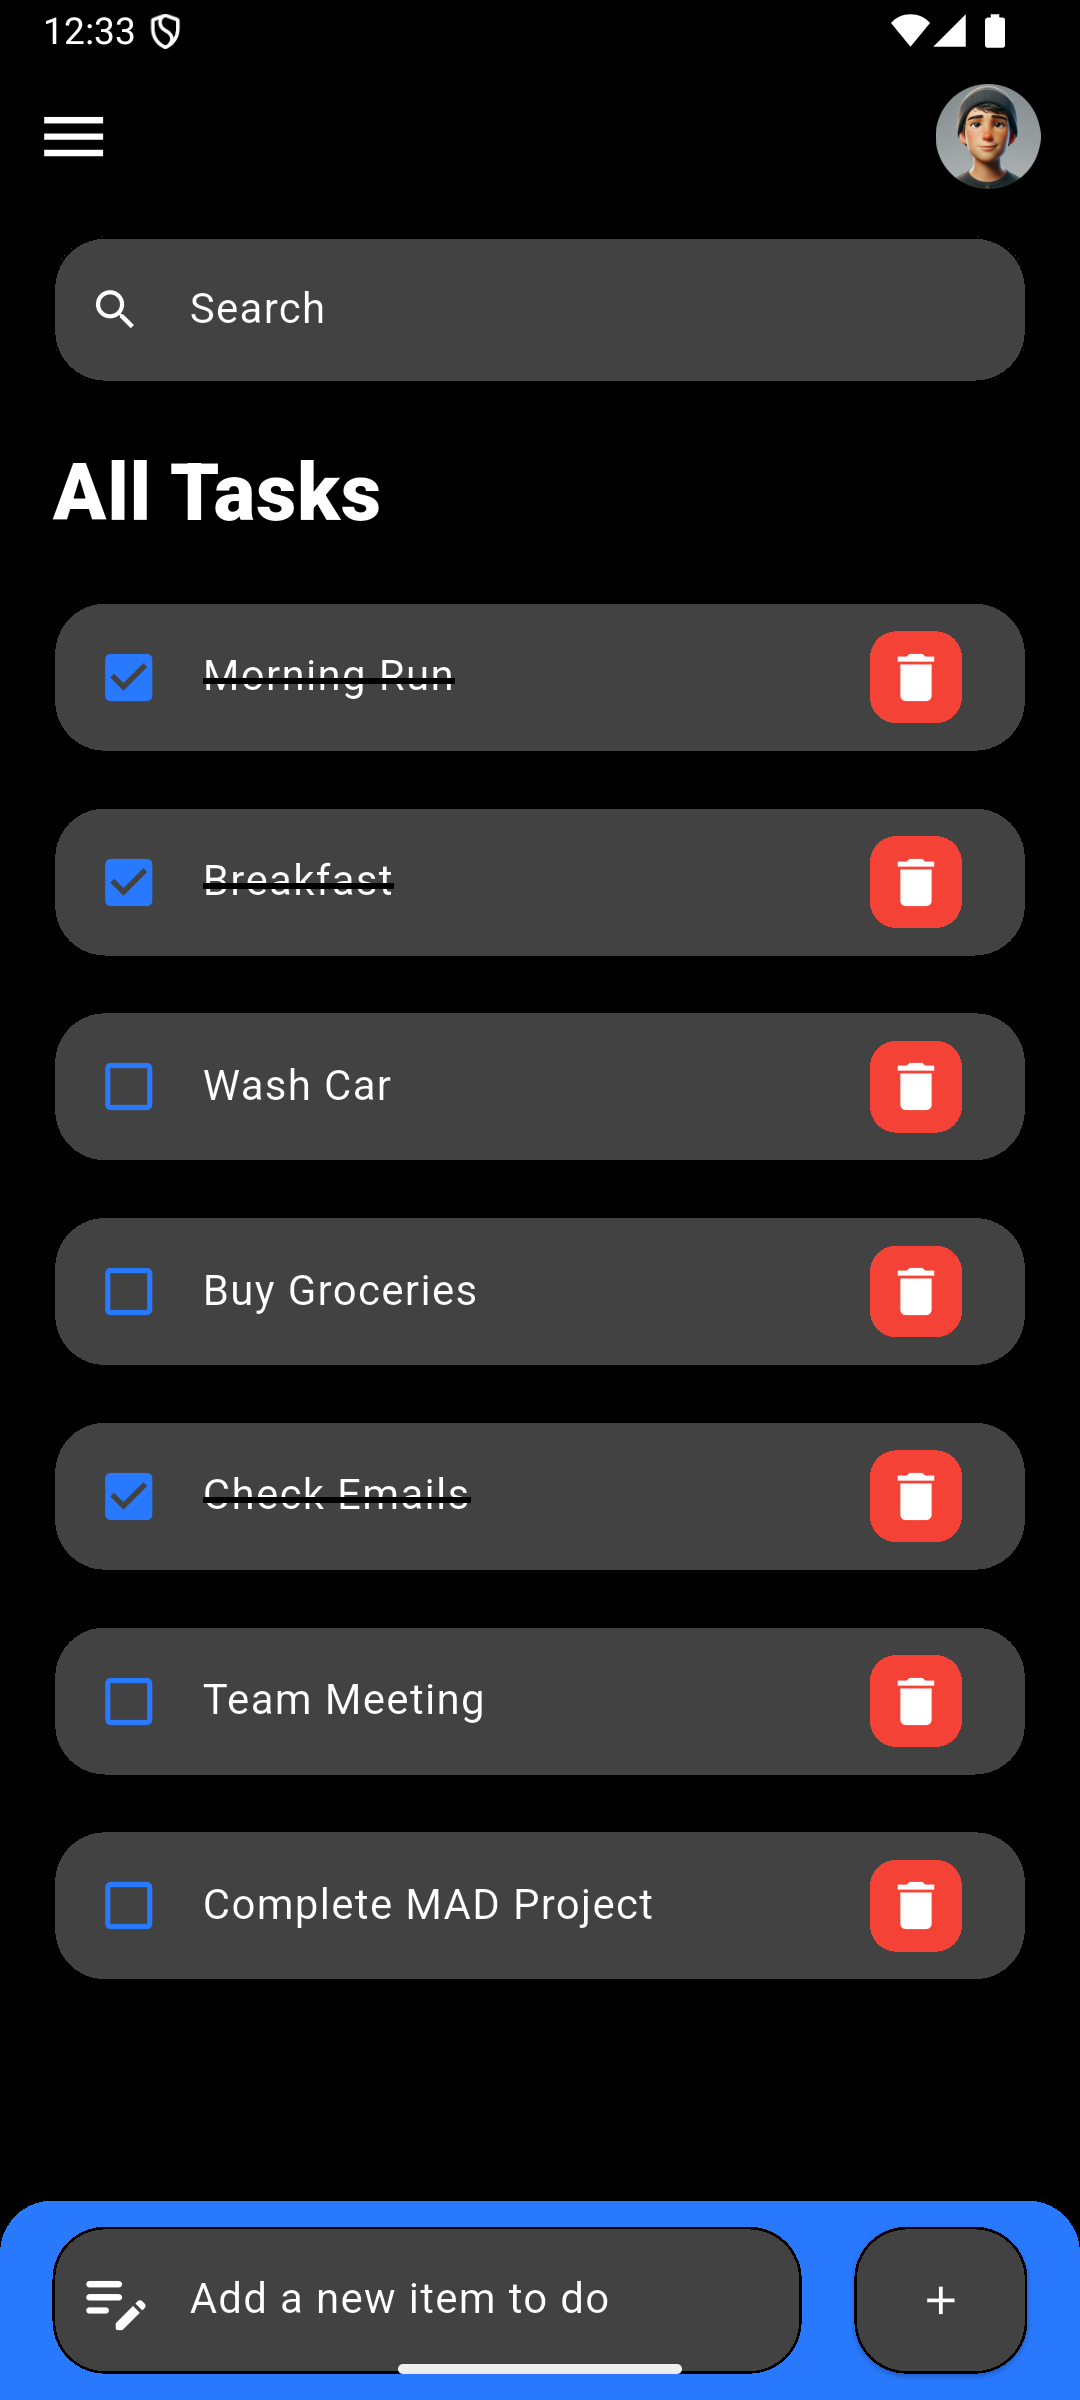 12:33
Search
All Tasks
Morning Run
Breakfast
Wash Car
Buy Groceries
Check Emails
Team Meeting
Complete MAD Project
Add a new item to do
+